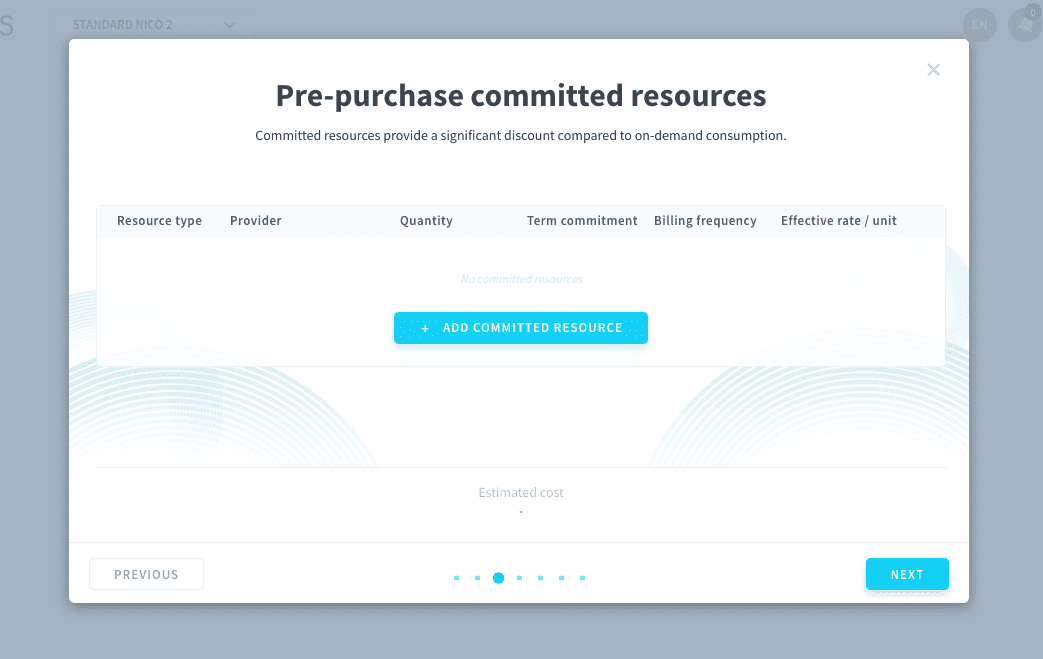 S STANDARD NICO 2 EN 0
Pre-purchase committed resources
Committed resources provide a significant discount compared to on-demand consumption.
Resource type Provider Quantity Term commitment Billing frequency Effective rate / unit
No committed resources
+ ADD COMMITTED RESOURCE
Estimated cost
PREVIOUS NEXT